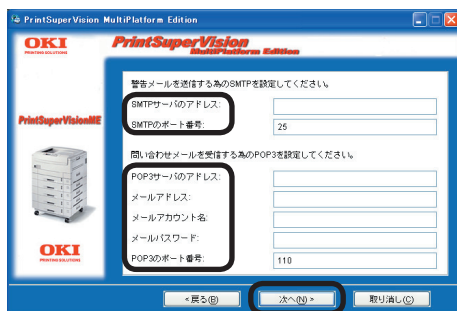 PrintSuperVision MultiPlatform Edition
OKI
PRINTING SOLUTIONS
PrintSuperVision
MultiPlatform Edition
警告メールを送信する為のSMTPを設定してください。
SMTPサーバのアドレス:
SMTPのポート番号: 25
PrintSuperVisionME
問い合わせメールを受信する為のPOP3を設定してください。
POP3サーバのアドレス:
メールアドレス:
メールアカウント名:
メールパスワード:
POP3のポート番号: 110
OKI
PRINTING SOLUTIONS
<戻る(B)
次へ(N)>
取り消し(C)